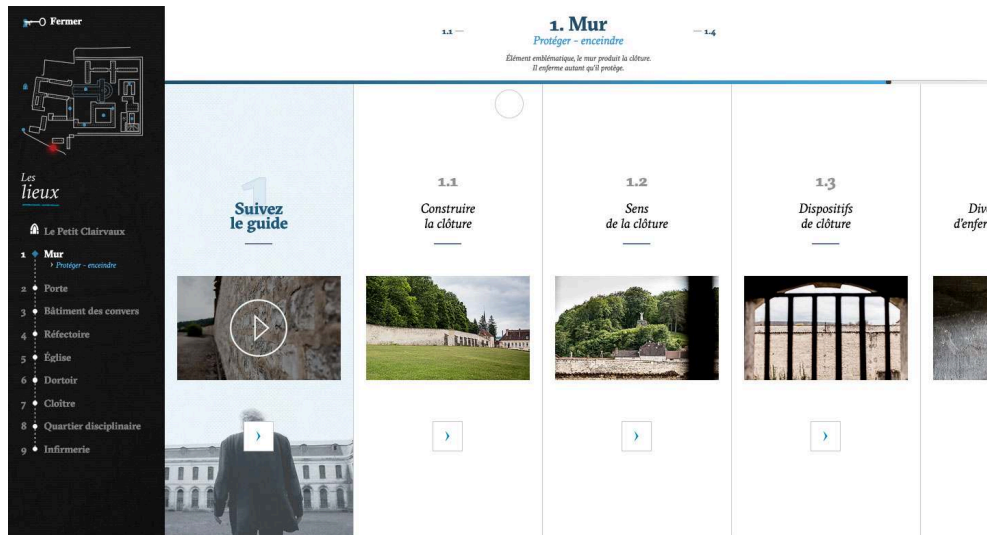 Fermer
Les
lieux
Le Petit Clairvaux
1 Mur
› Protéger - enceindre
2 Porte
3 Bâtiment des convers
4 Réfectoire
5 Église
6 Dortoir
7 Cloître
8 Quartier disciplinaire
9 Infirmerie
1.1 —
1. Mur
— 1.4
Protéger - enceindre
Élément emblématique, le mur produit la clôture.
Il enferme autant qu'il protège.
1
Suivez
le guide
1.1
Construire
la clôture
1.2
Sens
de la clôture
1.3
Dispositifs
de clôture